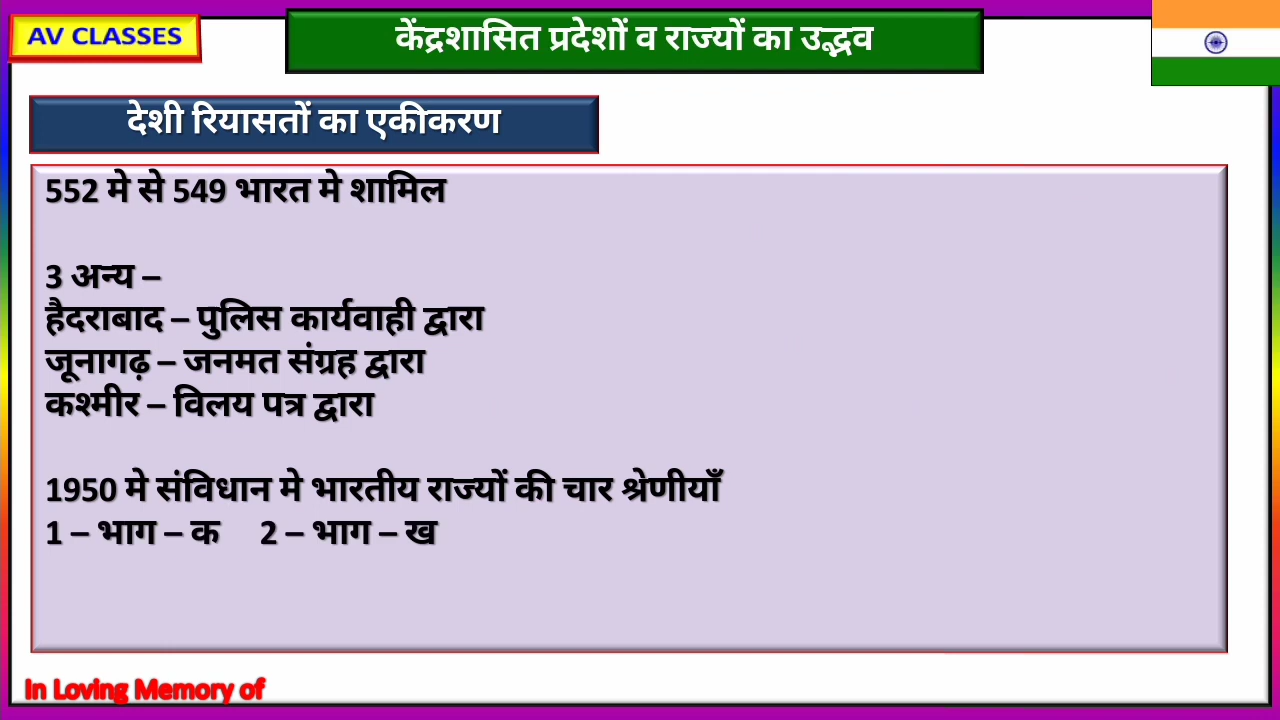 AV CLASSES
केंद्रशासित प्रदेशों व राज्यों का उद्भव
देशी रियासतों का एकीकरण
552 मे से 549 भारत मे शामिल
3 अन्य –
हैदराबाद – पुलिस कार्यवाही द्वारा
जूनागढ़ – जनमत संग्रह द्वारा
कश्मीर – विलय पत्र द्वारा
1950 मे संविधान मे भारतीय राज्यों की चार श्रेणीयाँ
1 – भाग – क 2 – भाग – ख
In Loving Memory of